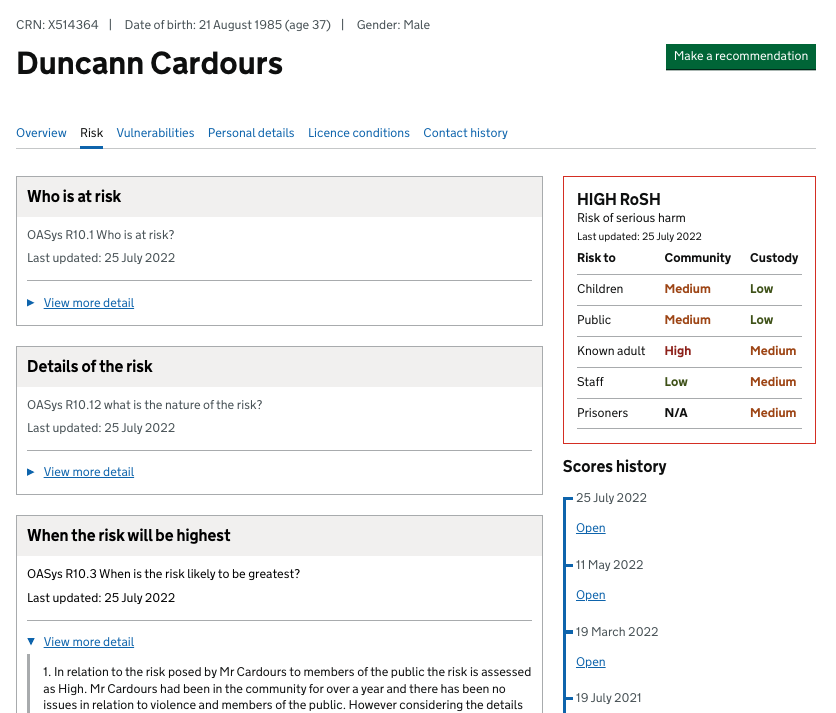 CRN: X514364 | Date of birth: 21 August 1985 (age 37) | Gender: Male
Duncann Cardours
Make a recommendation
Overview Risk Vulnerabilities Personal details Licence conditions Contact history
Who is at risk
OASys R10.1 Who is at risk?
Last updated: 25 July 2022
View more detail
Details of the risk
OASys R10.12 what is the nature of the risk?
Last updated: 25 July 2022
View more detail
When the risk will be highest
OASys R10.3 When is the risk likely to be greatest?
Last updated: 25 July 2022
View more detail
1. In relation to the risk posed by Mr Cardours to members of the public the risk is assessed
as High. Mr Cardours had been in the community for over a year and there has been no
issues in relation to violence and members of the public. However considering the details
HIGH RoSH
Risk of serious harm
Last updated: 25 July 2022
Risk to Community Custody
Children Medium Low
Public Medium Low
Known adult High Medium
Staff Low Medium
Prisoners N/A Medium
Scores history
25 July 2022
Open
11 May 2022
Open
19 March 2022
Open
19 July 2021